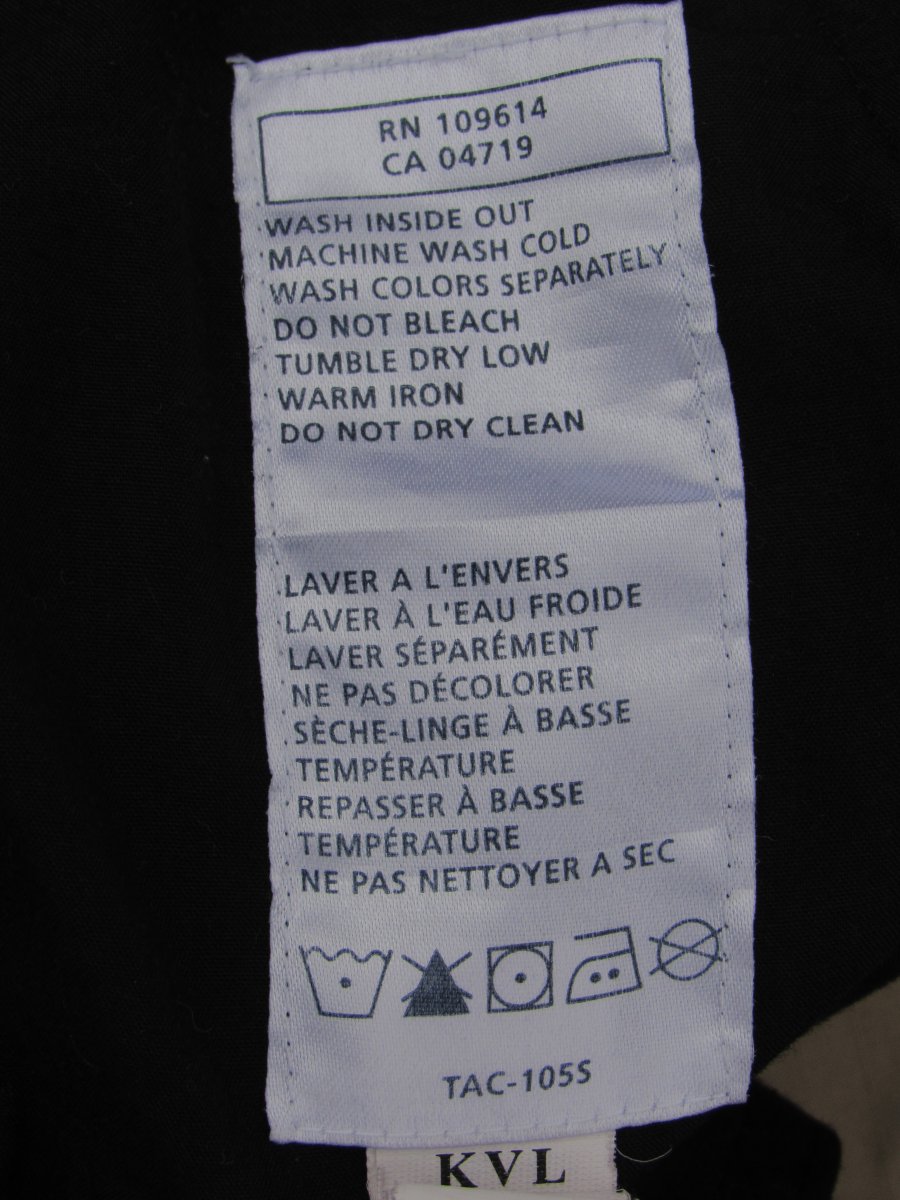 RN 109614
CA 04719
WASH INSIDE OUT
MACHINE WASH COLD
WASH COLORS SEPARATELY
DO NOT BLEACH
TUMBLE DRY LOW
WARM IRON
DO NOT DRY CLEAN
LAVER A L'ENVERS
LAVER À L'EAU FROIDE
LAVER SÉPARÉMENT
NE PAS DÉCOLORER
SÈCHE-LINGE À BASSE
TEMPÉRATURE
REPASSER À BASSE
TEMPÉRATURE
NE PAS NETTOYER A SEC
TAC-105S
KVL